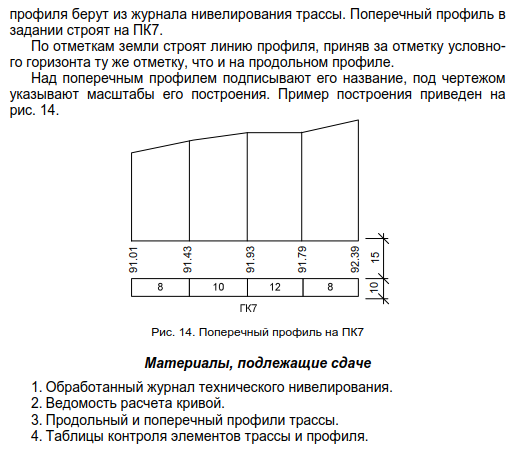 профиля берут из журнала нивелирования трассы. Поперечный профиль в
задании строят на ПК7.
По отметкам земли строят линию профиля, приняв за отметку условно-
го горизонта ту же отметку, что и на продольном профиле.
Над поперечным профилем подписывают его название, под чертежом
указывают масштабы его построения. Пример построения приведен на
рис. 14.
91.01 91.43 91.93 91.79 92.39 15
8 10 12 8 10
ГК7
Рис. 14. Поперечный профиль на ПК7
Материалы, подлежащие сдаче
1. Обработанный журнал технического нивелирования.
2. Ведомость расчета кривой.
3. Продольный и поперечный профили трассы.
4. Таблицы контроля элементов трассы и профиля.